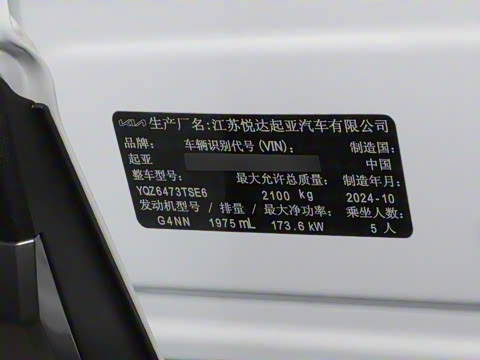 KIA 生产厂名:江苏悦达起亚汽车有限公司
品牌: 车辆识别代号(VIN): 制造国:
起亚 中国
整车型号: 最大允许总质量: 制造年月:
YQZ6473TSE6 2100 kg 2024-10
发动机型号 / 排量 / 最大净功率: 乘坐人数:
G4NN 1975 mL 173.6 kW 5 人